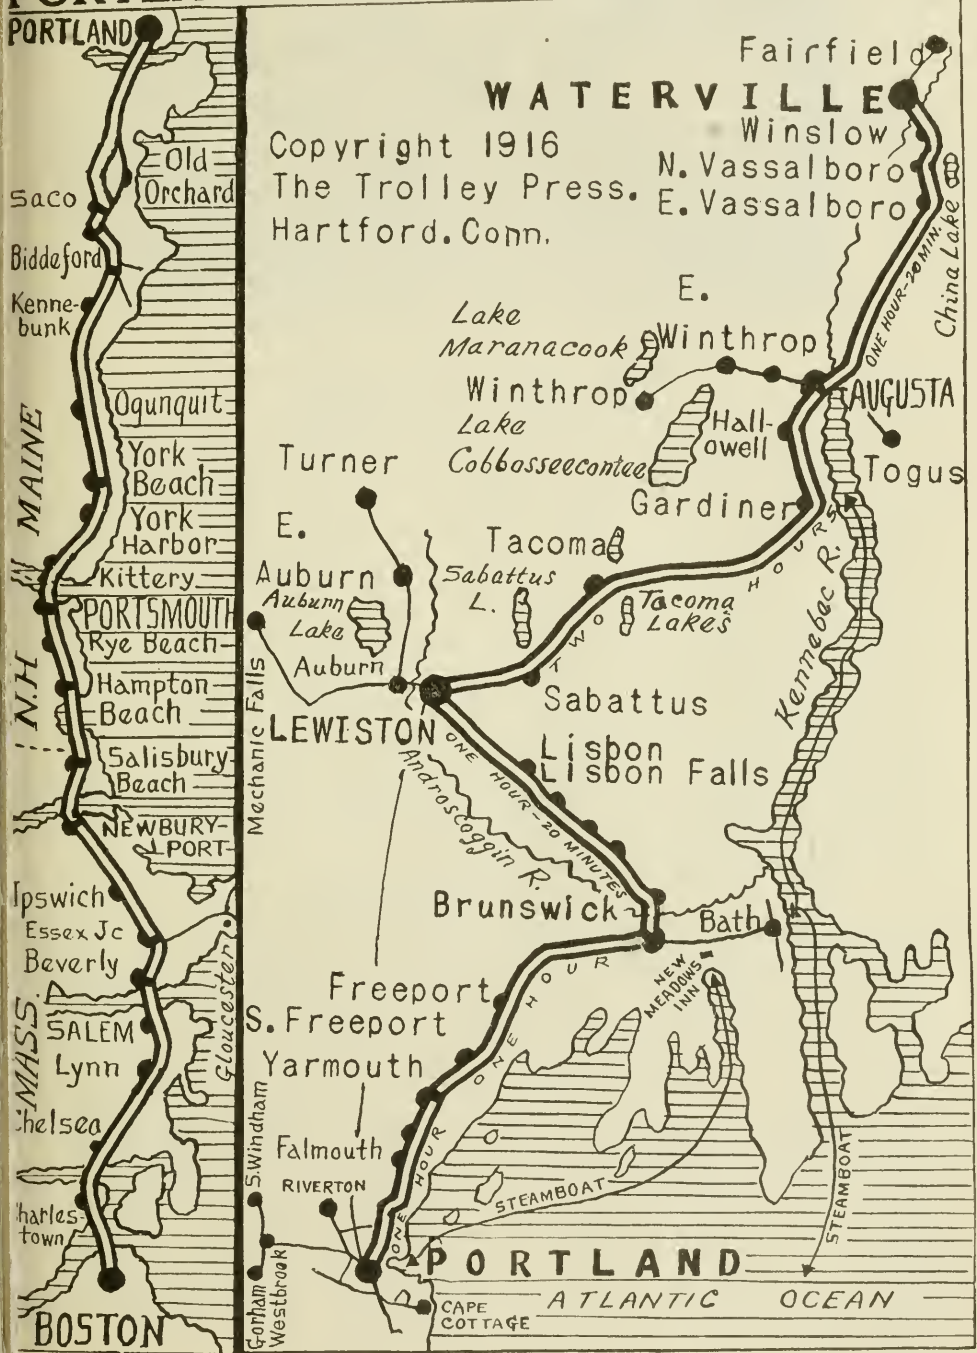 PORTLAND
Old
Orchard
Saco
Biddeford
Kenne-
bunk
MAINE
Ogunquit
York
Beach
York
Harbor
Kittery
PORTSMOUTH
Rye Beach
N.H
Hampton
Beach
Salisbury
Beach
NEWBURY-
PORT
Ipswich
Essex Jc
Beverly
Gloucester
MASS.
SALEM
Lynn
Chelsea
Charles-
town
BOSTON
Fairfield
WATERVILLE
Winslow
N. Vassalboro
E. Vassalboro
Copyright 1916
The Trolley Press.
Hartford. Conn.
China Lake
ONE HOUR-20 MIN.
E.
Winthrop
Lake
Maranacook
Winthrop
AUGUSTA
Lake
Cobbosseecontee
Hall-
owell
Togus
Gardiner
Turner
E.
Auburn
Auburn
Lake
Auburn
Tacoma
Sabattus
L.
Tacoma
Lakes
TWO HOURS
Kennebac R.
Mechanic Falls
LEWISTON
Sabattus
Lisbon
Lisbon Falls
ONE HOUR-20 MINUTES
Androscoggin R.
Brunswick
Bath
NEW
MEADOWS
INN
ONE HOUR
Freeport
S. Freeport
Yarmouth
Falmouth
RIVERTON
S. Windham
ONE HOUR
STEAMBOAT
STEAMBOAT
Gorham
Westbrook
PORTLAND
CAPE
COTTAGE
ATLANTIC OCEAN